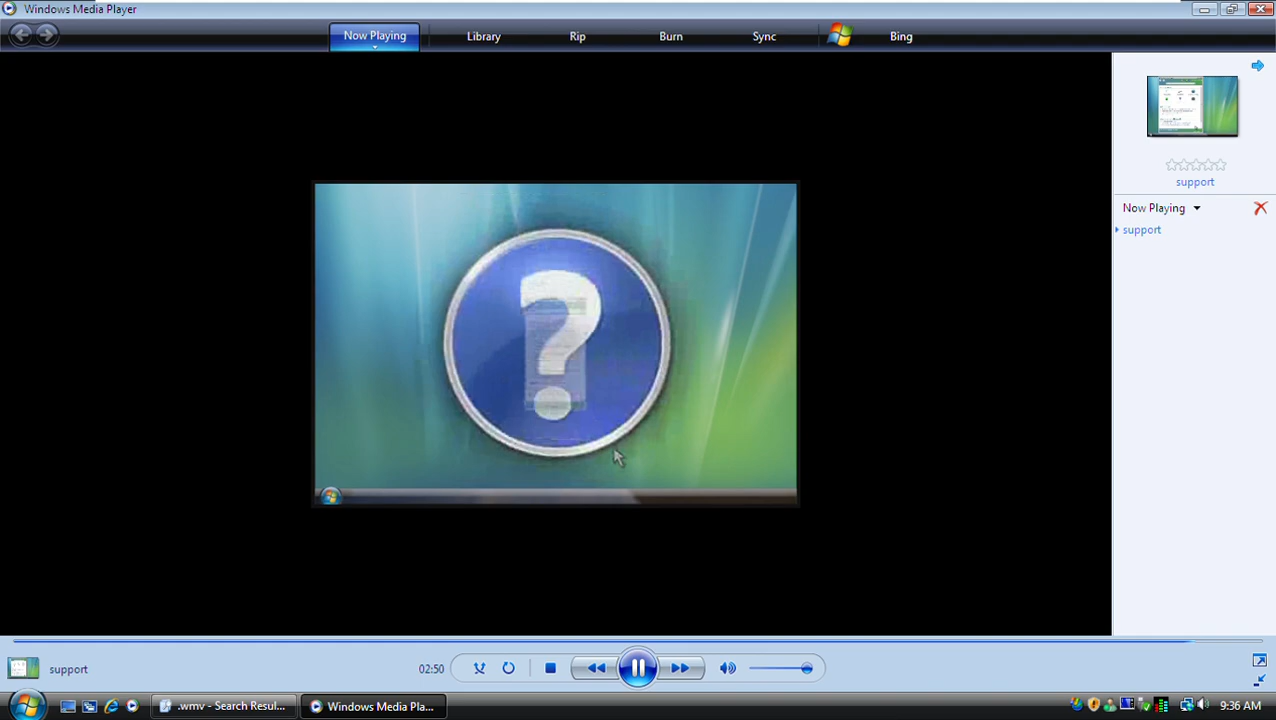 Windows Media Player
Now Playing
Library
Rip
Burn
Sync
Bing
?
support
Now Playing
support
support
02:50
.wmv - Search Resul...
Windows Media Pla...
9:36 AM